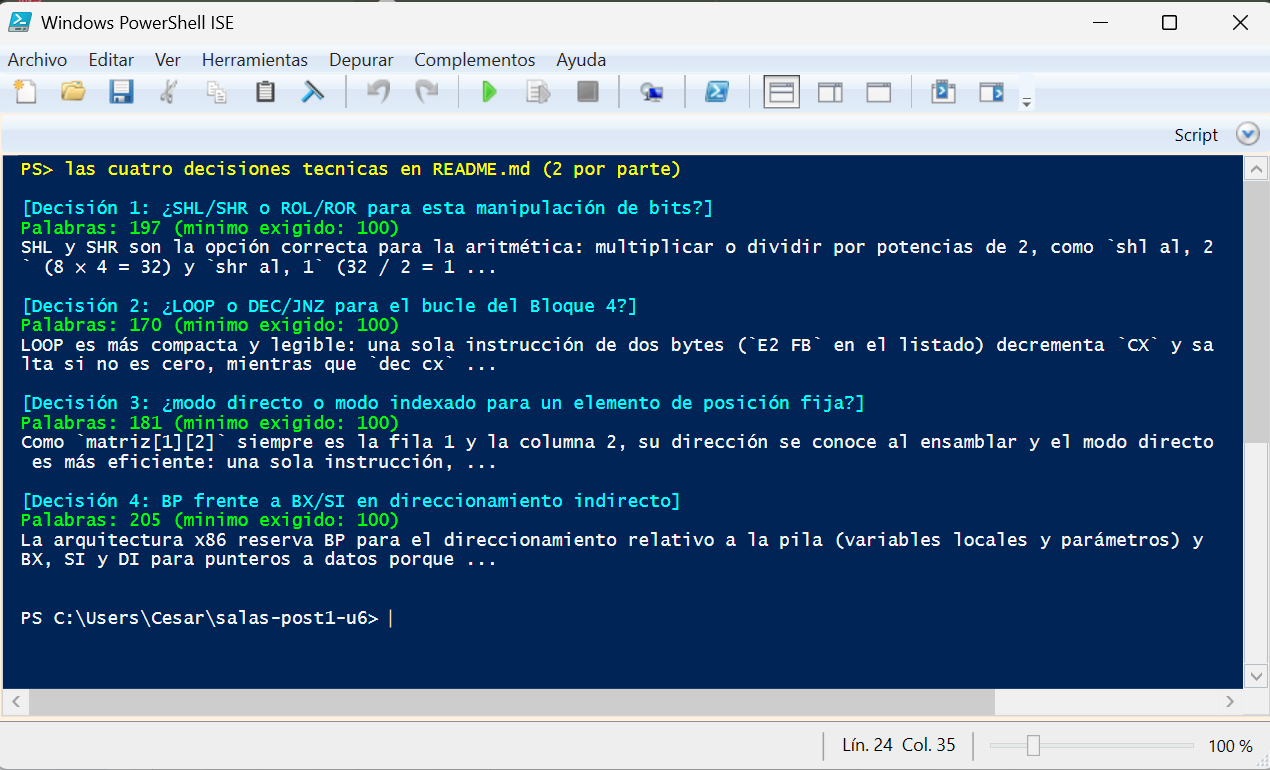 Windows PowerShell ISE
Archivo Editar Ver Herramientas Depurar Complementos Ayuda
Script
PS> las cuatro decisiones tecnicas en README.md (2 por parte)
[Decisión 1: ¿SHL/SHR o ROL/ROR para esta manipulación de bits?]
Palabras: 197 (minimo exigido: 100)
SHL y SHR son la opción correcta para la aritmética: multiplicar o dividir por potencias de 2, como `shl al, 2
` (8 × 4 = 32) y `shr al, 1` (32 / 2 = 1 ...
[Decisión 2: ¿LOOP o DEC/JNZ para el bucle del Bloque 4?]
Palabras: 170 (minimo exigido: 100)
LOOP es más compacta y legible: una sola instrucción de dos bytes (`E2 FB` en el listado) decrementa `CX` y sa
lta si no es cero, mientras que `dec cx` ...
[Decisión 3: ¿modo directo o modo indexado para un elemento de posición fija?]
Palabras: 181 (minimo exigido: 100)
Como `matriz[1][2]` siempre es la fila 1 y la columna 2, su dirección se conoce al ensamblar y el modo directo
es más eficiente: una sola instrucción, ...
[Decisión 4: BP frente a BX/SI en direccionamiento indirecto]
Palabras: 205 (minimo exigido: 100)
La arquitectura x86 reserva BP para el direccionamiento relativo a la pila (variables locales y parámetros) y
BX, SI y DI para punteros a datos porque ...
PS C:\Users\Cesar\salas-post1-u6>
Lín. 24 Col. 35 100 %